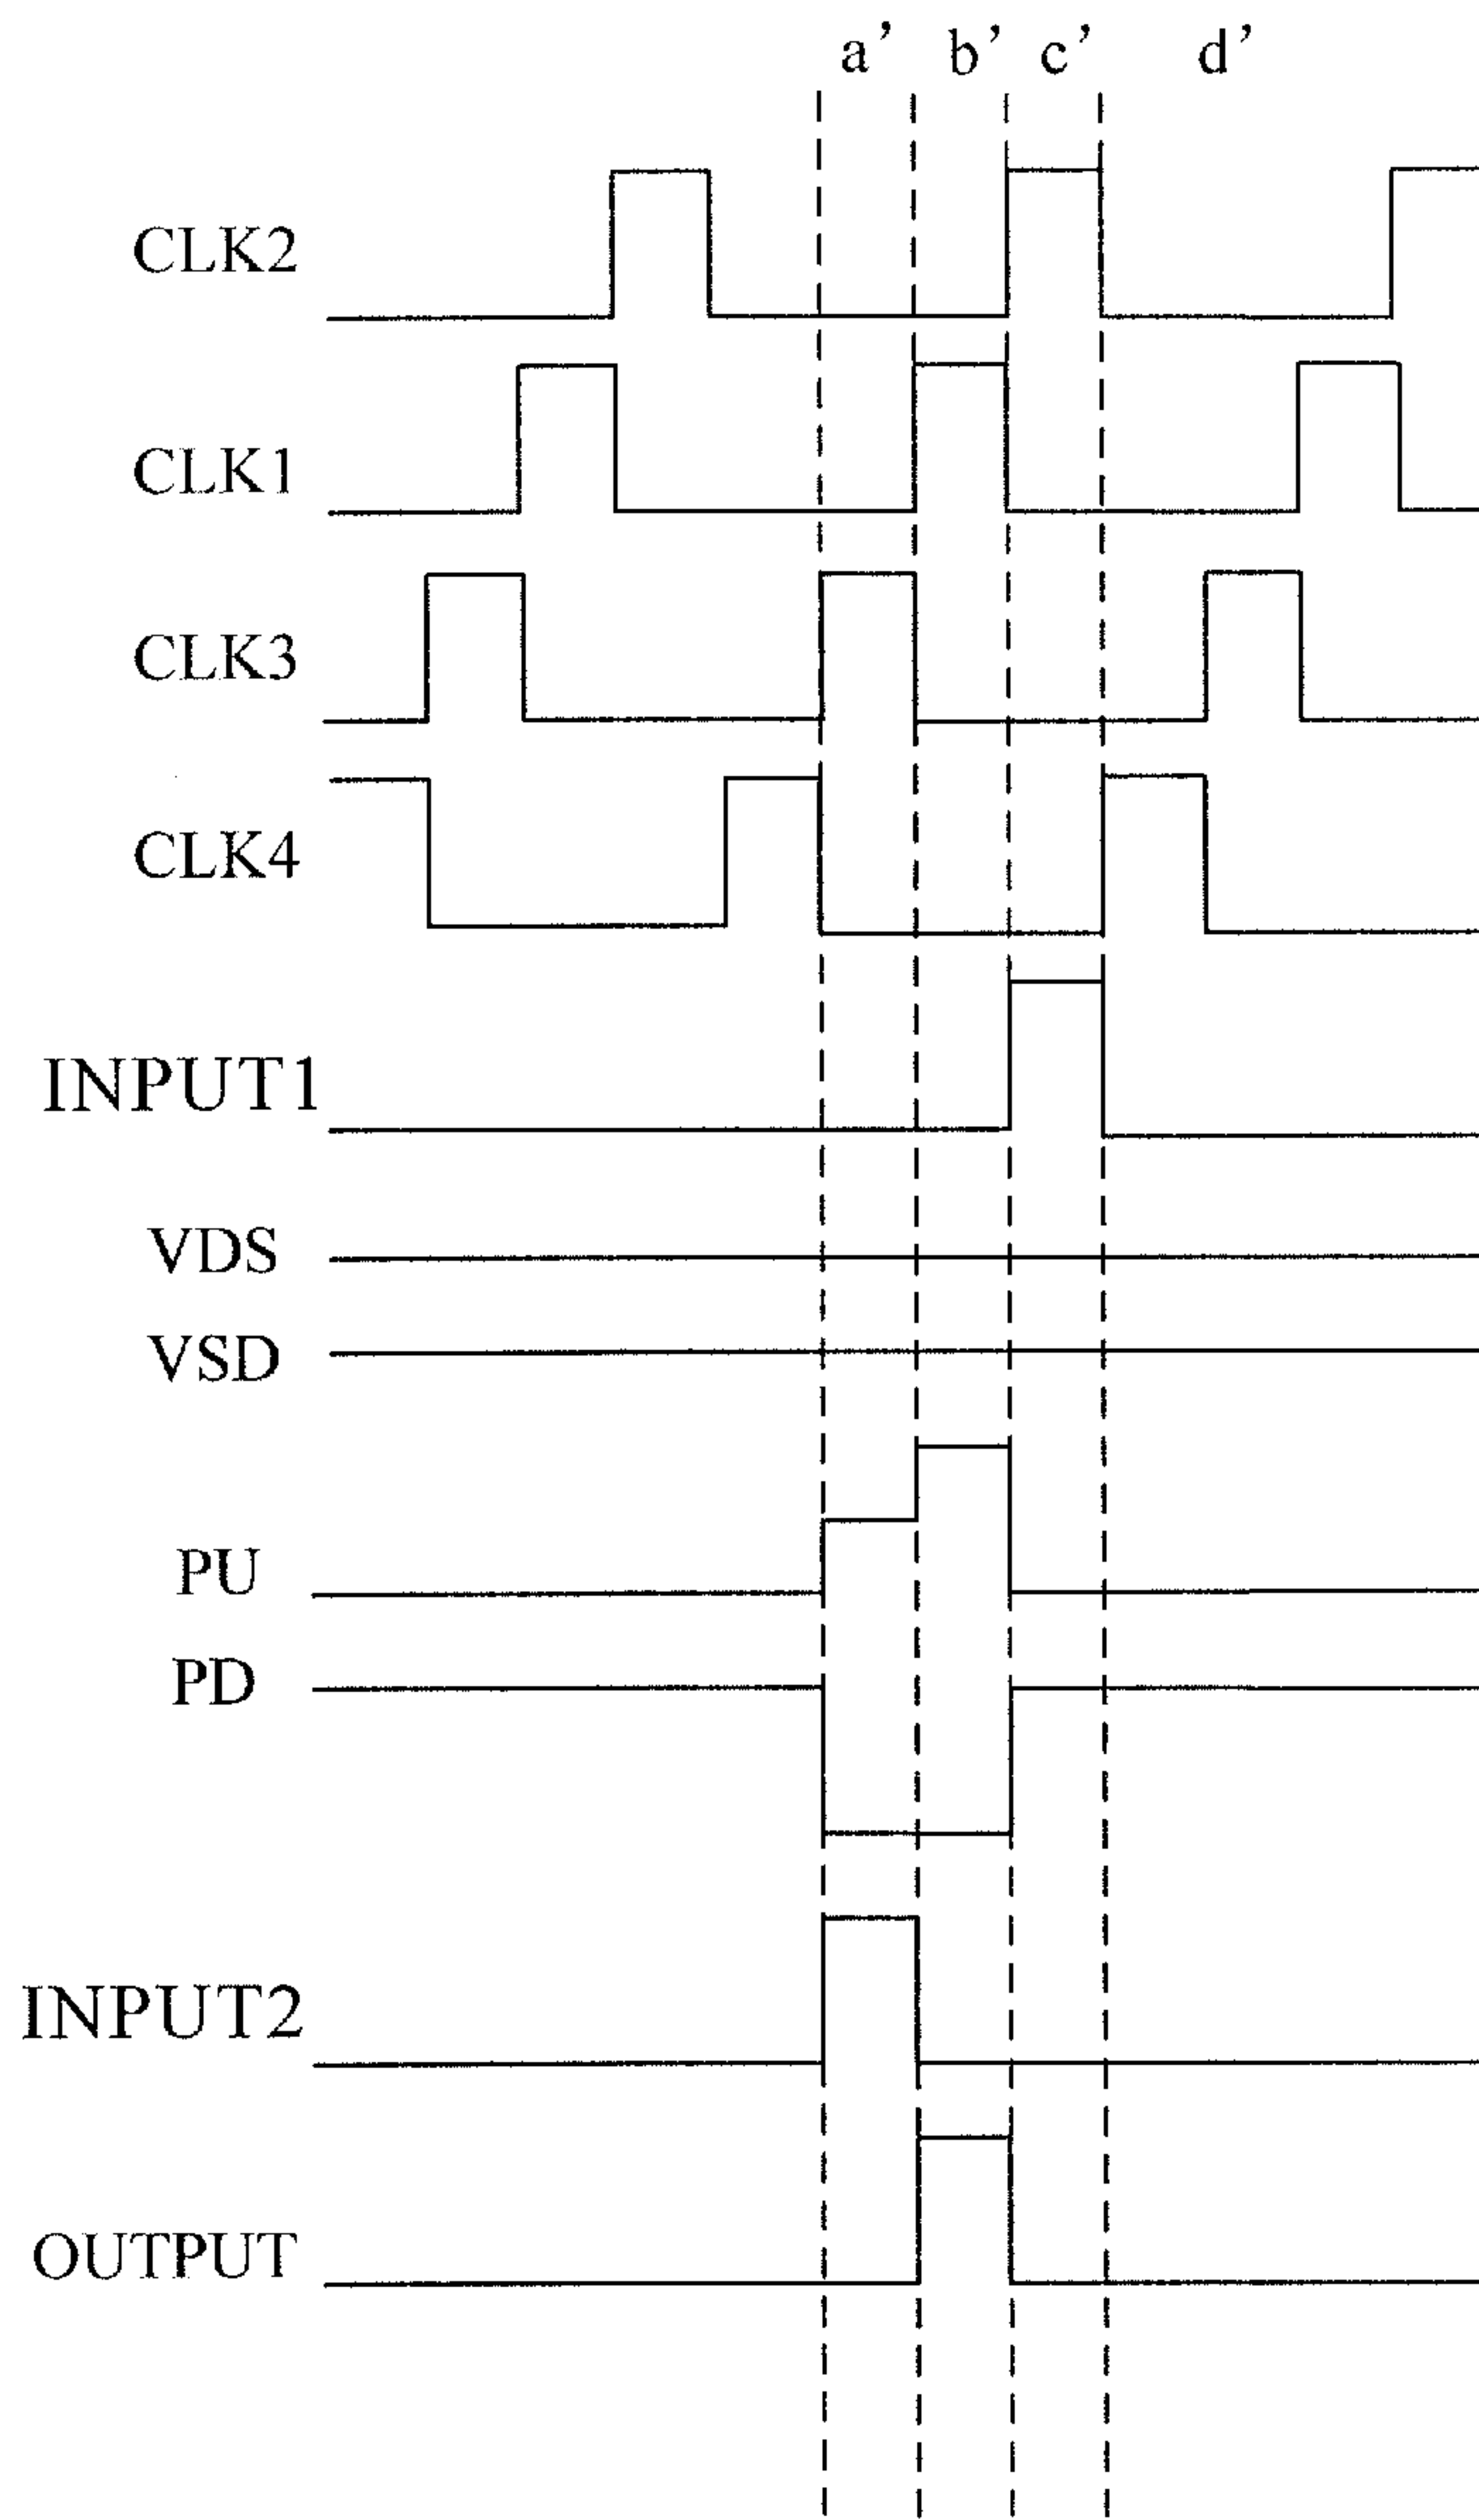 a’ b’ c’ d’
CLK2
CLK1
CLK3
CLK4
INPUT1
VDS
VSD
PU
PD
INPUT2
OUTPUT